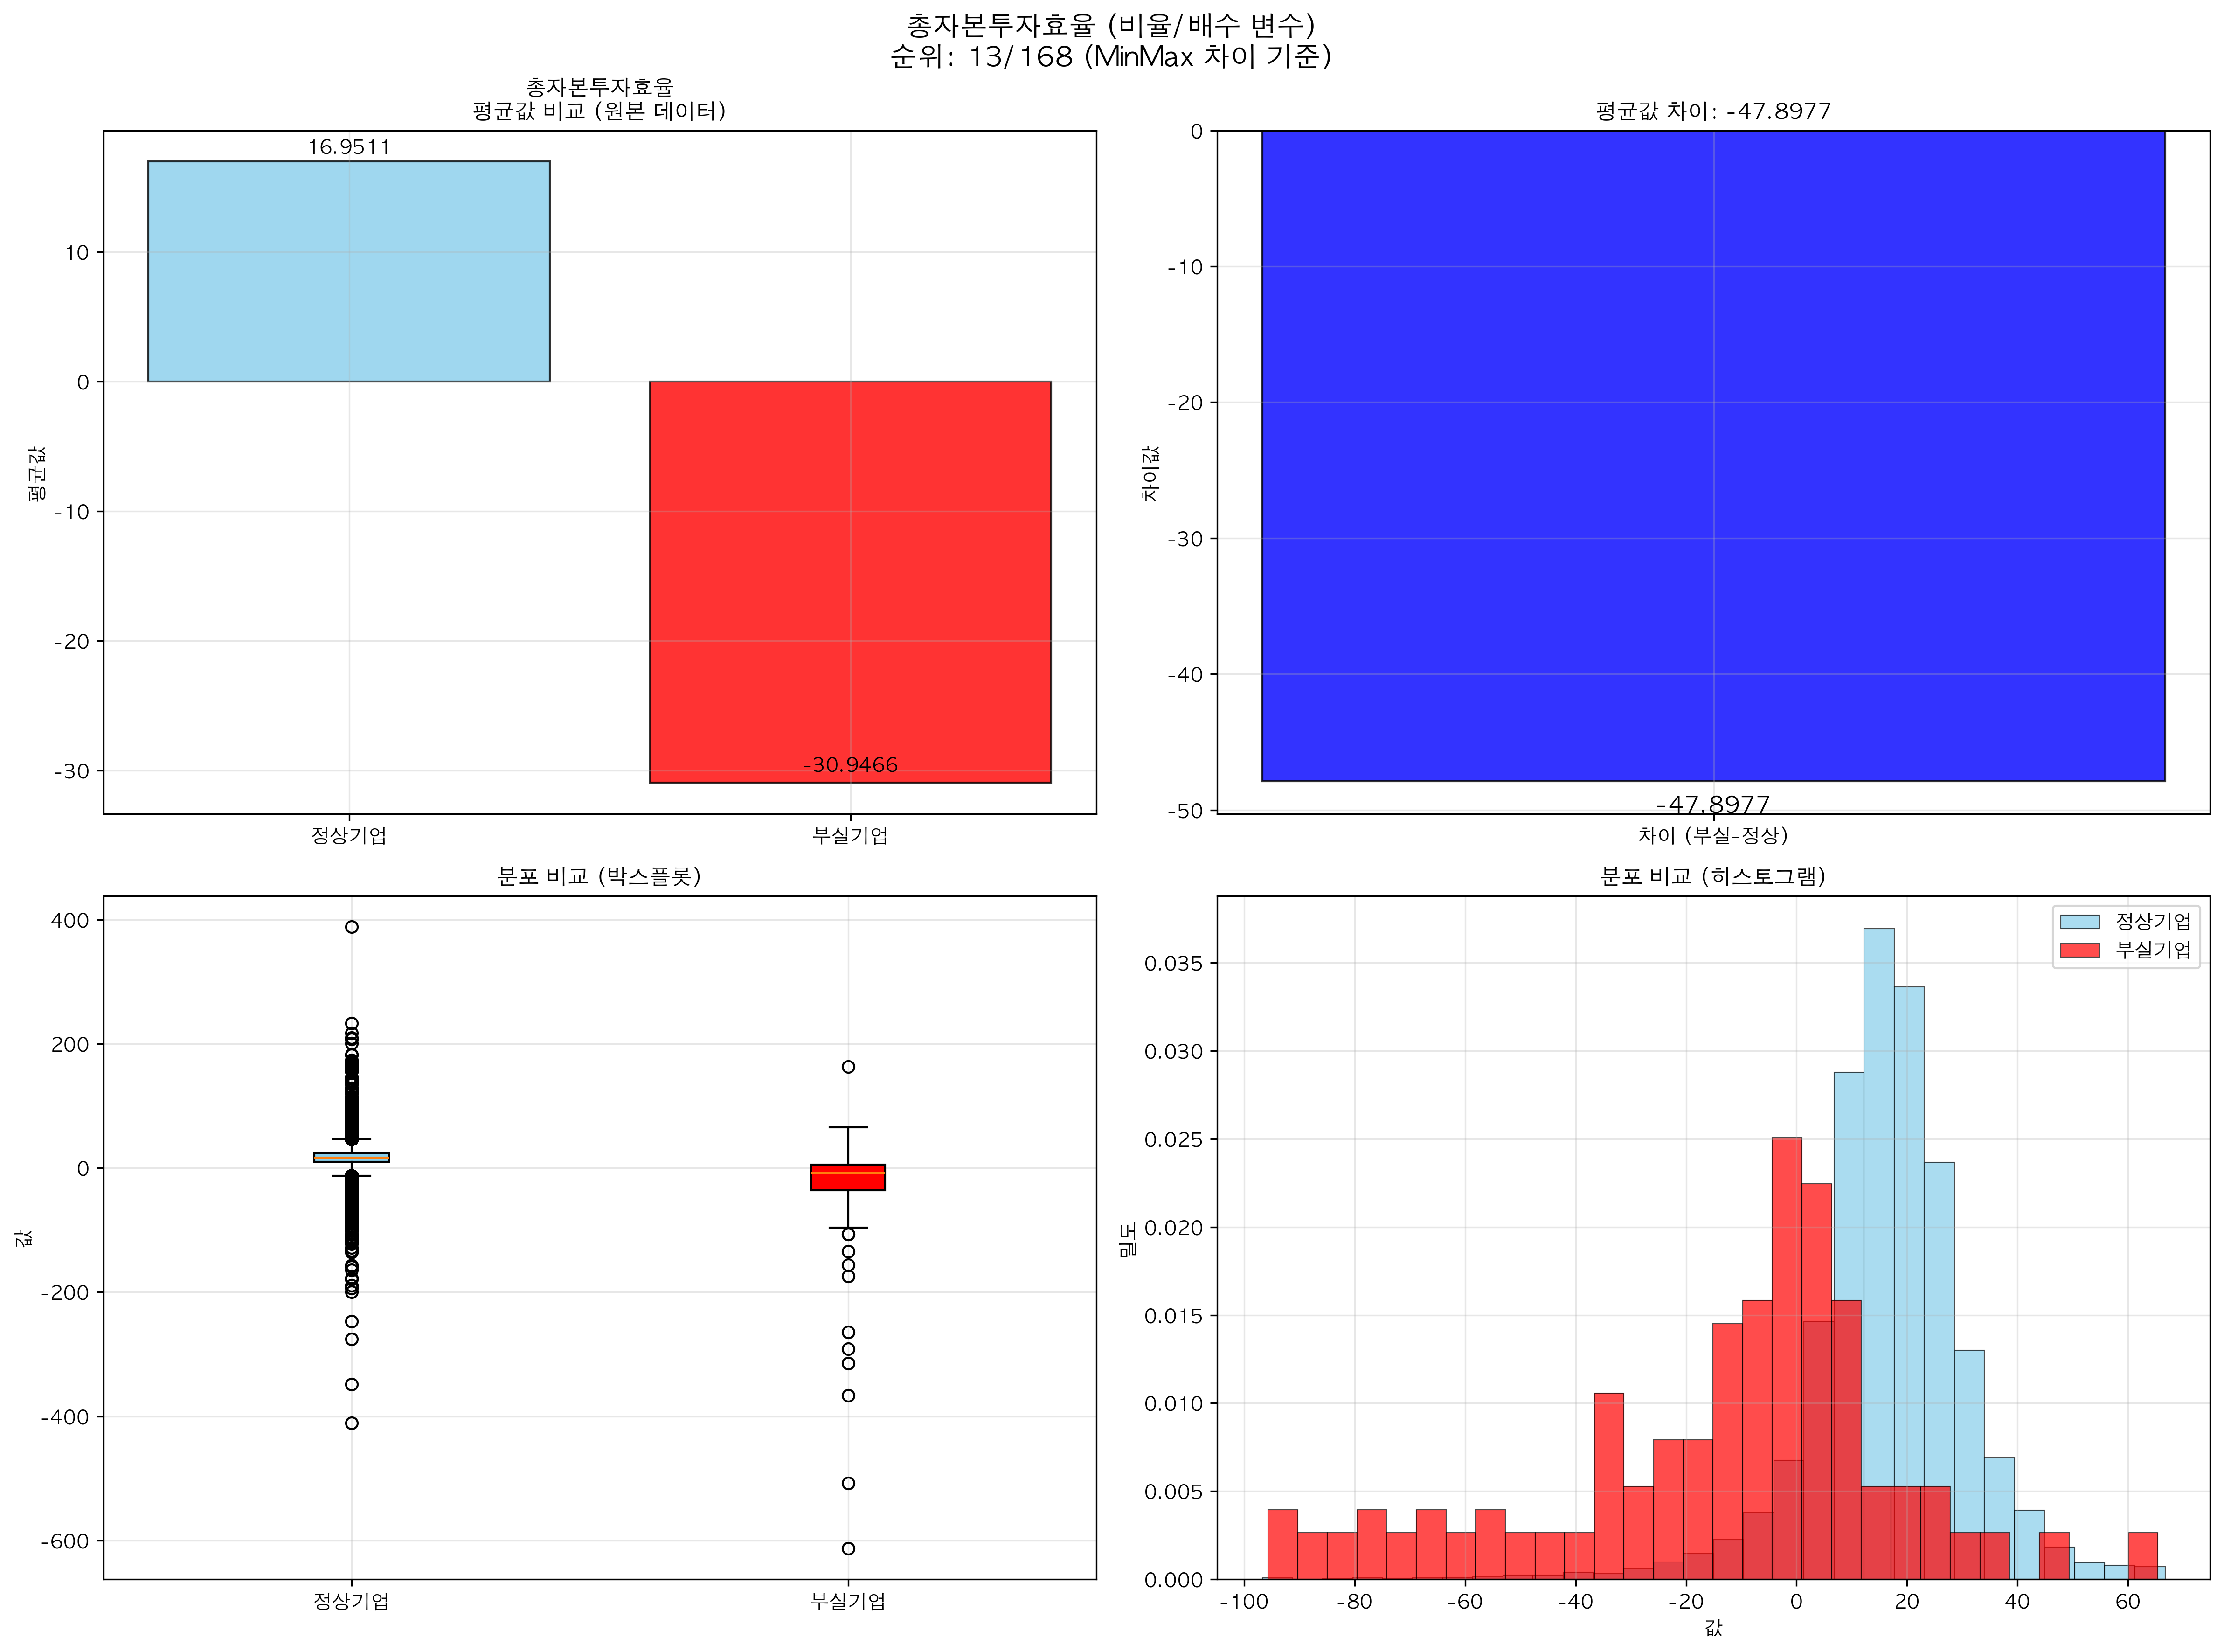 총자본투자효율 (비율/배수 변수)
순위: 13/168 (MinMax 차이 기준)
총자본투자효율
평균값 비교 (원본 데이터)
16.9511
10
0
-10
-20
-30
-30.9466
평균값
정상기업
부실기업
평균값 차이: -47.8977
0
-10
-20
-30
-40
-50
-47.8977
차이값
차이 (부실-정상)
분포 비교 (박스플롯)
400
200
0
-200
-400
-600
값
정상기업
부실기업
분포 비교 (히스토그램)
정상기업
부실기업
0.035
0.030
0.025
0.020
0.015
0.010
0.005
0.000
밀도
-100
-80
-60
-40
-20
0
20
40
60
값